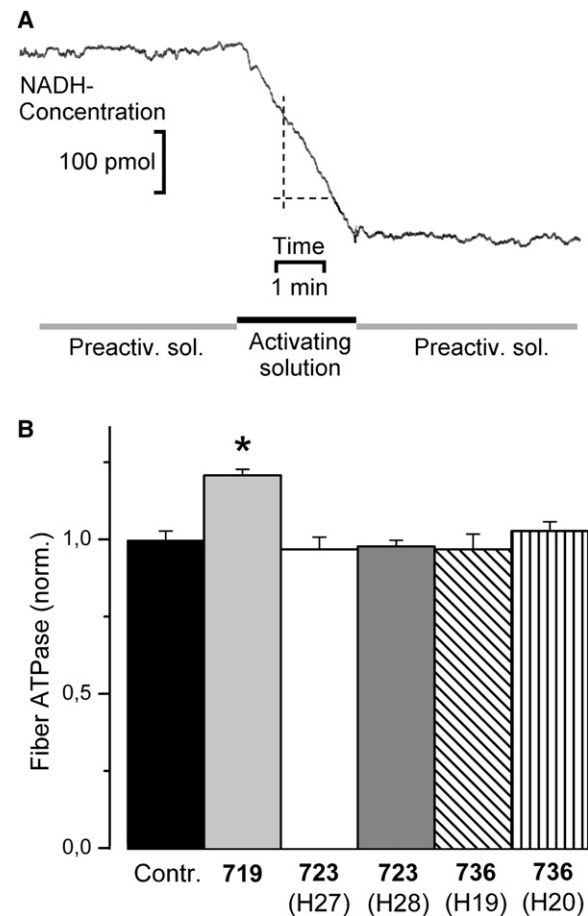 A
NADH-
Concentration
100 pmol
Time
1 min
Preactiv. sol.
Activating
solution
Preactiv. sol.
B
Fiber ATPase (norm.)
*
1,0
0,5
0,0
Contr. 719 723 723 736 736
(H27) (H28) (H19) (H20)